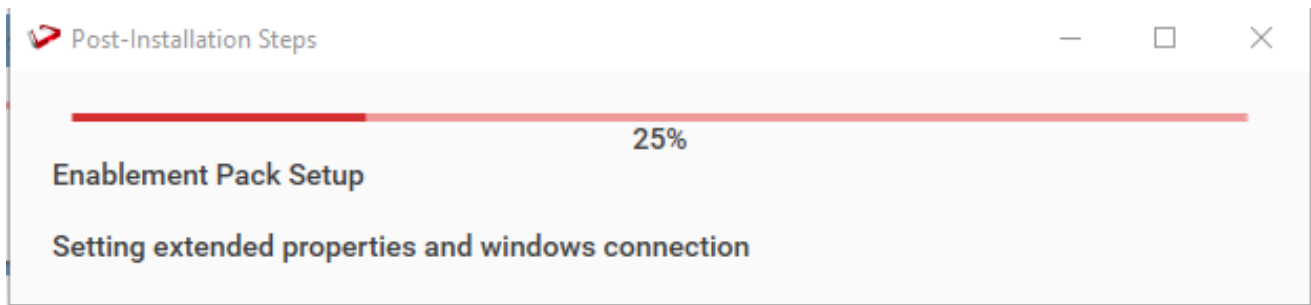 Post-Installation Steps
25%
Enablement Pack Setup
Setting extended properties and windows connection